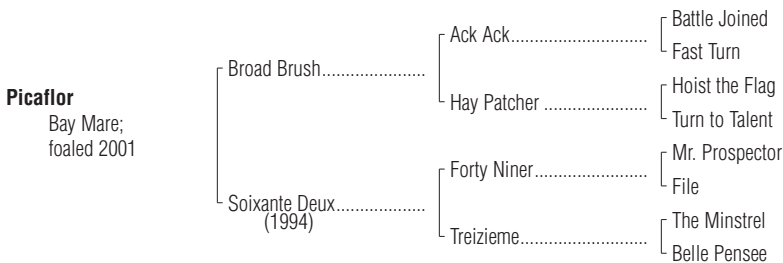 Battle Joined
Ack Ack......................................
Fast Turn
Broad Brush.......................
Hoist the Flag
Hay Patcher .............................
Turn to Talent
Picaflor
Bay Mare;
foaled 2001
Mr. Prospector
Forty Niner................................
File
Soixante Deux....................
(1994)
The Minstrel
Treizieme...................................
Belle Pensee